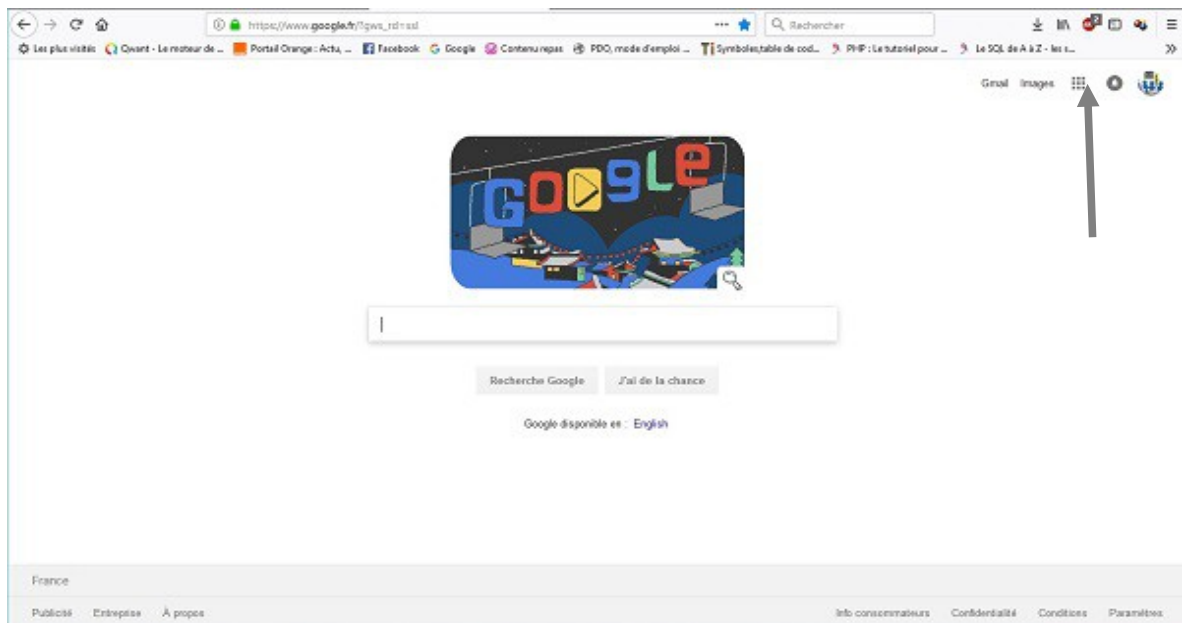 https://www.google.fr/?gws_rd=ssl
Rechercher
Les plus visités Qwant - Le moteur de ... Portail Orange : Actu, ... Facebook Google Contenu repas PDO, mode d'emploi ... Symboles,table de cod... PHP : Le tutoriel pour ... Le SQL de A à Z - les s...
Gmail Images
GOOGLE
Recherche Google J'ai de la chance
Google disponible en : English
France
Publicité Entreprise À propos Info consommateurs Confidentialité Conditions Paramètres